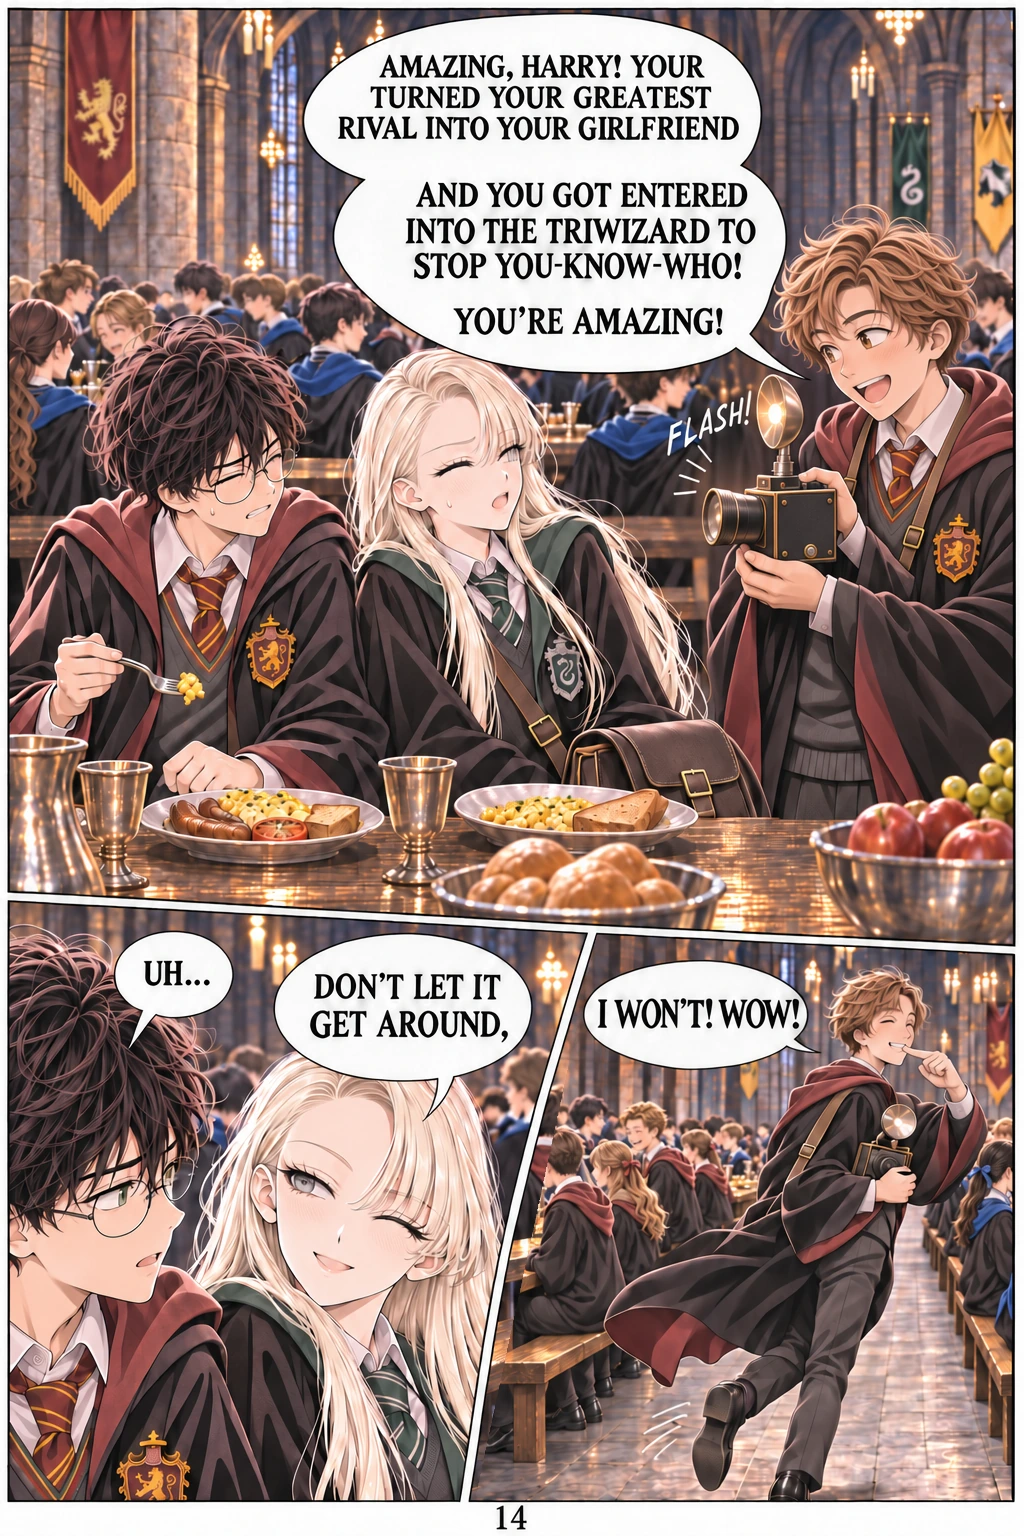 AMAZING, HARRY! YOUR
TURNED YOUR GREATEST
RIVAL INTO YOUR GIRLFRIEND
AND YOU GOT ENTERED
INTO THE TRIWIZARD TO
STOP YOU-KNOW-WHO!
YOU'RE AMAZING!
FLASH!
UH...
DON'T LET IT
GET AROUND,
I WON'T! WOW!
14